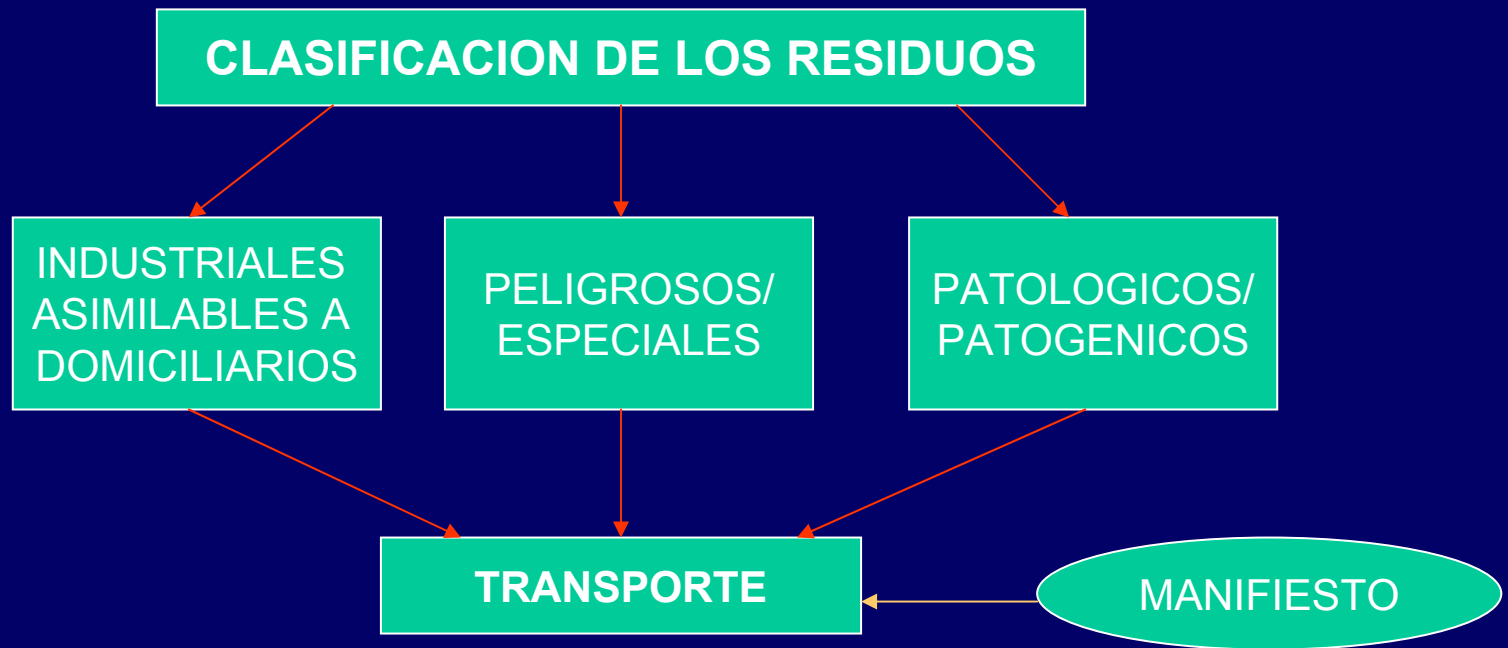 CLASIFICACION DE LOS RESIDUOS
INDUSTRIALES
ASIMILABLES A
DOMICILIARIOS
PELIGROSOS/
ESPECIALES
PATOLOGICOS/
PATOGENICOS
TRANSPORTE
MANIFIESTO